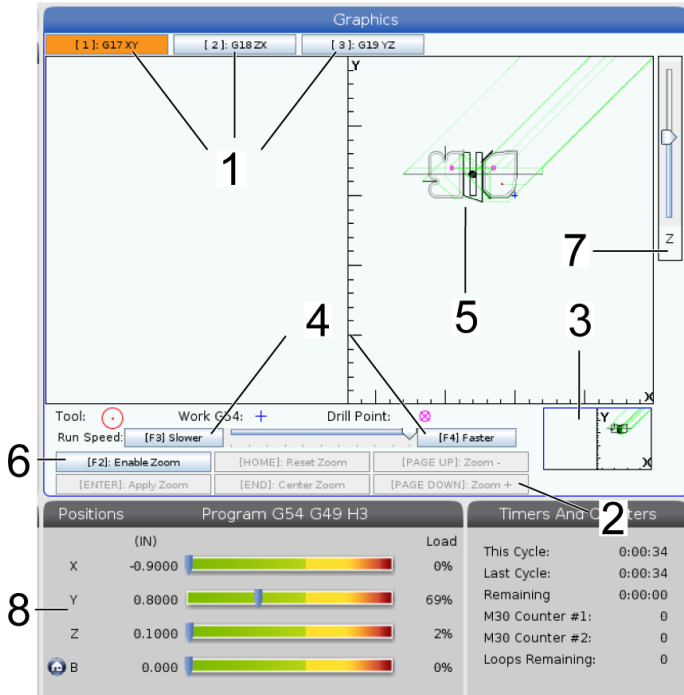 Graphics
[ 1 ]: G17 XY [ 2 ]: G18 ZX [ 3 ]: G19 YZ
Y
1
Z
7
5
4
3
X
Tool: Work G54: Drill Point:
Y
Run Speed: [F3] Slower [F4] Faster
6 [F2]: Enable Zoom [HOME]: Reset Zoom [PAGE UP]: Zoom -
X
[ENTER]: Apply Zoom [END]: Center Zoom [PAGE DOWN]: Zoom +
2
Positions Program G54 G49 H3 Timers And Counters
(IN) Load
X -0.9000 0%
Y 0.8000 69%
Z 0.1000 2%
B 0.000 0%
8
This Cycle: 0:00:34
Last Cycle: 0:00:34
Remaining 0:00:00
M30 Counter #1: 0
M30 Counter #2: 0
Loops Remaining: 0